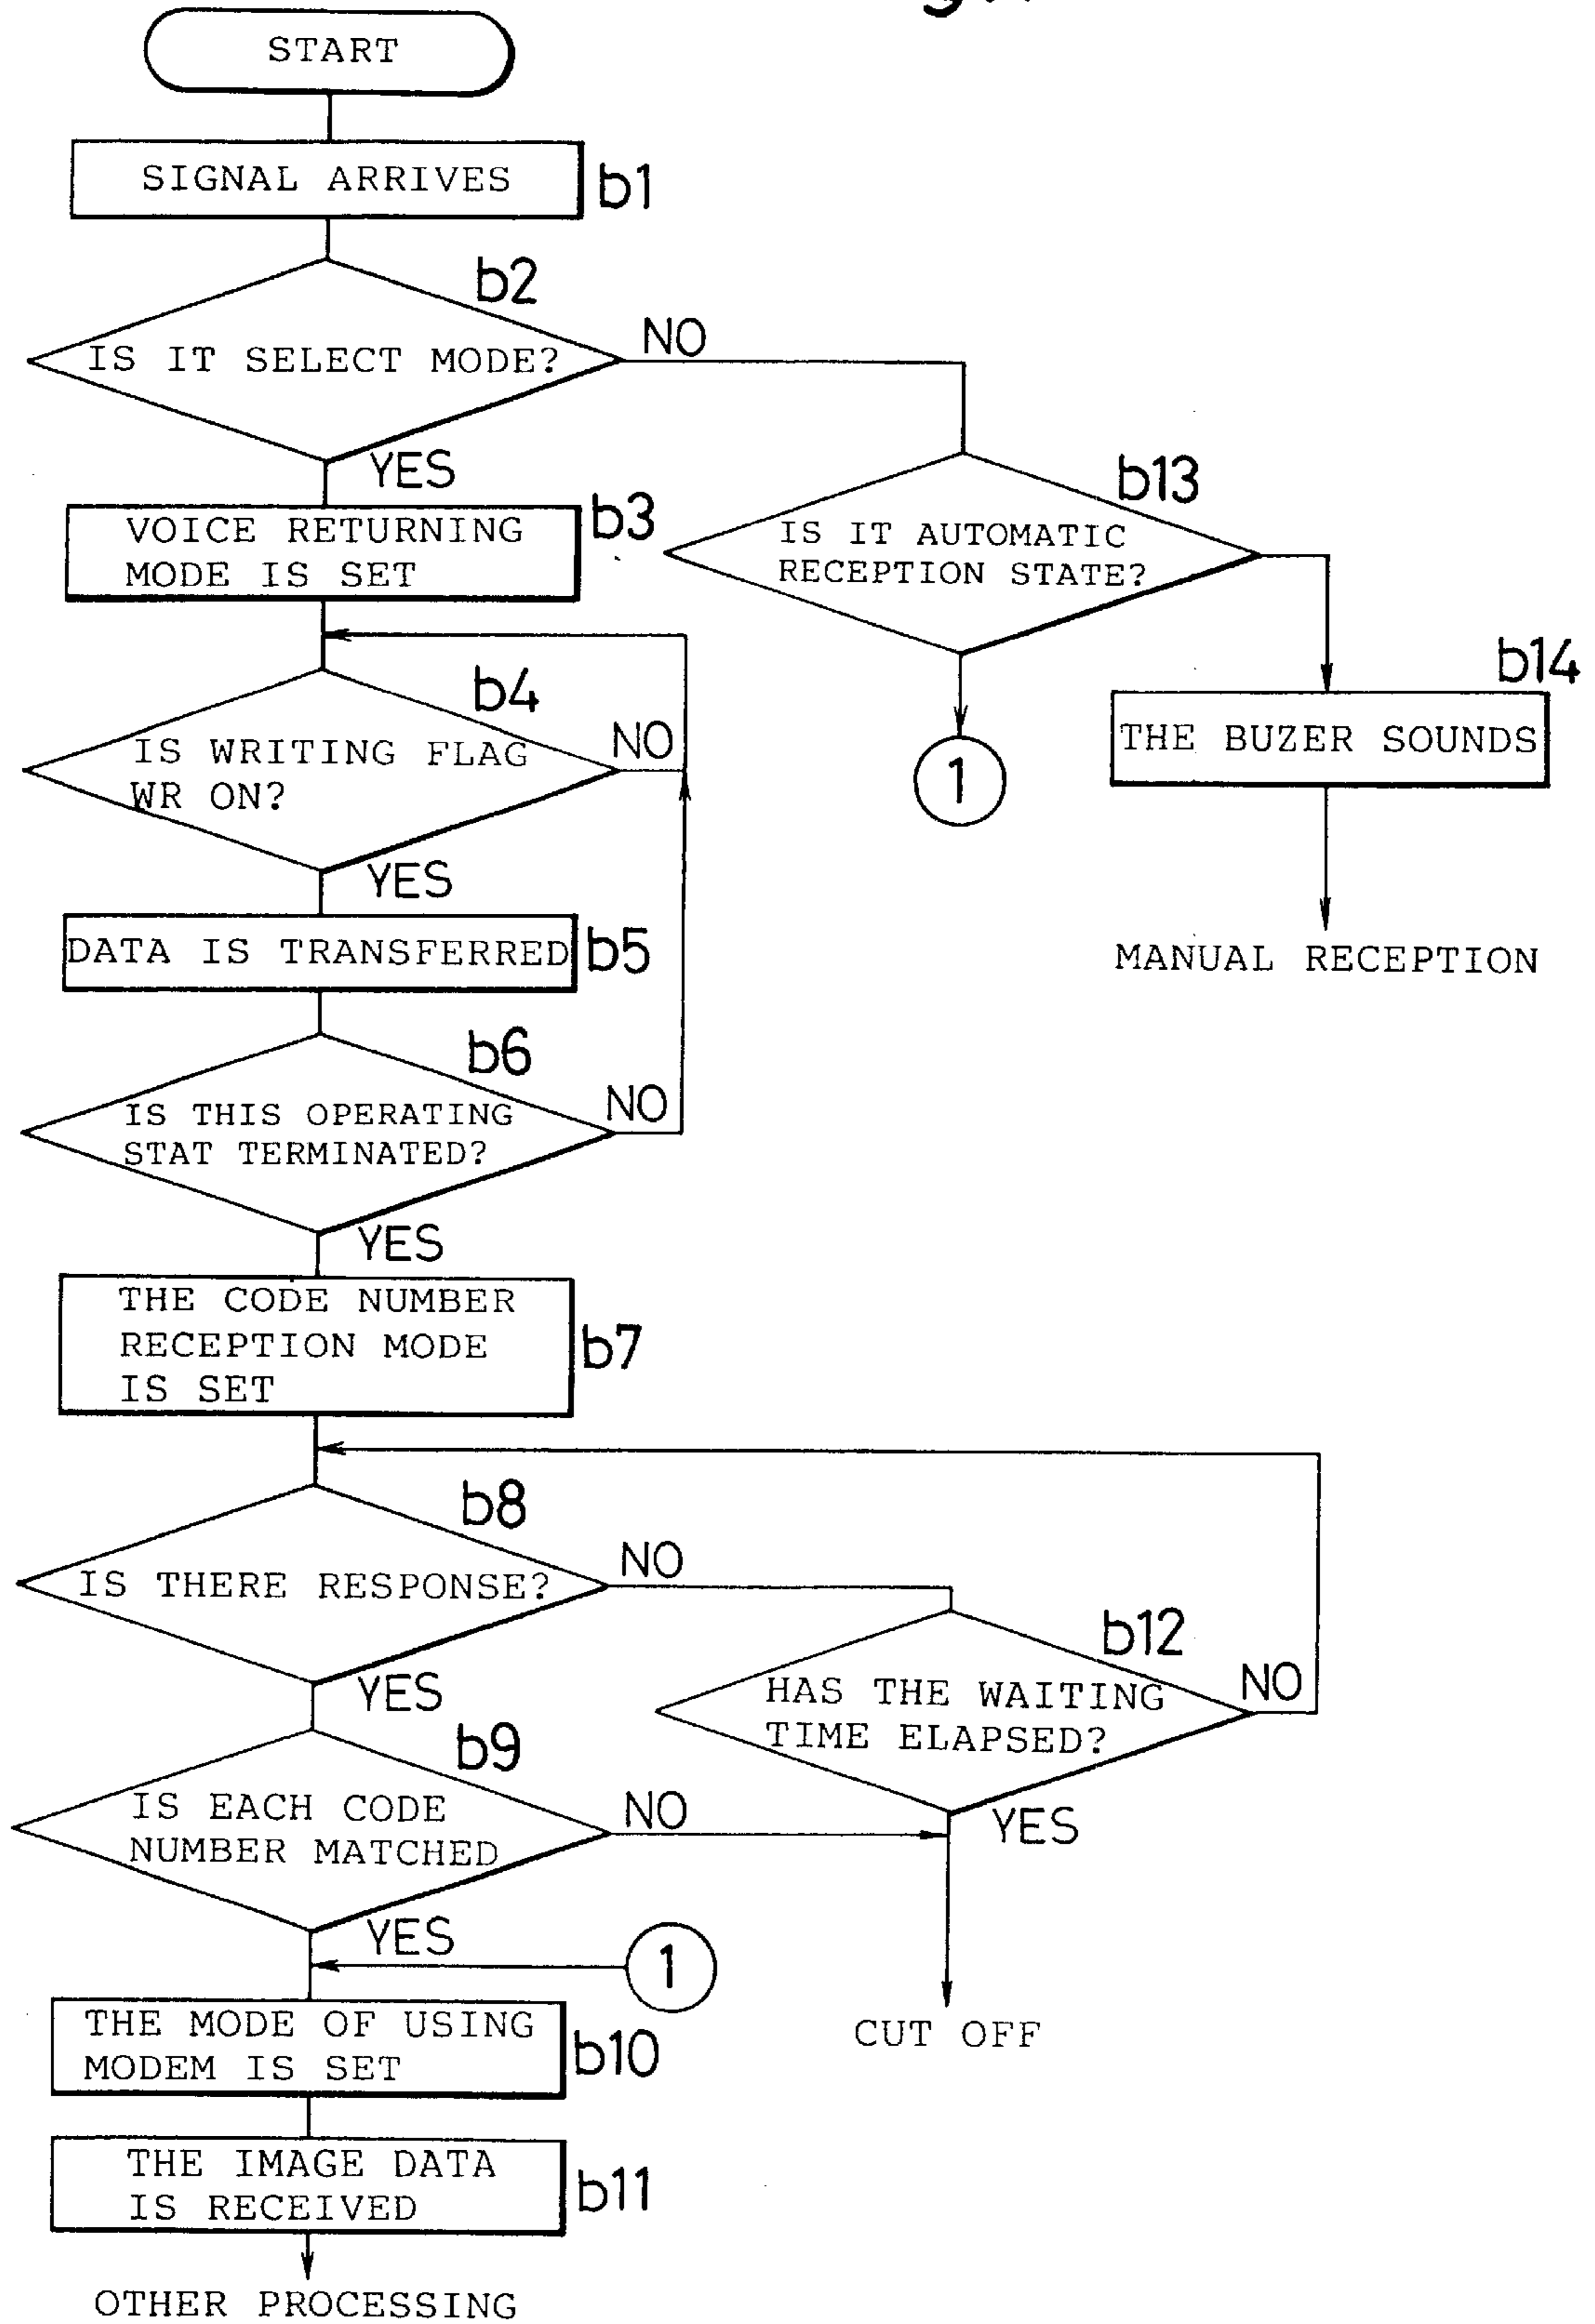 START
SIGNAL ARRIVES
b1
b2
IS IT SELECT MODE?
NO
YES
VOICE RETURNING
MODE IS SET
b3
b13
IS IT AUTOMATIC
RECEPTION STATE?
b4
IS WRITING FLAG
WR ON?
NO
YES
1
b14
THE BUZER SOUNDS
MANUAL RECEPTION
DATA IS TRANSFERRED
b5
b6
IS THIS OPERATING
STAT TERMINATED?
NO
YES
THE CODE NUMBER
RECEPTION MODE
IS SET
b7
b8
IS THERE RESPONSE?
NO
YES
b12
HAS THE WAITING
TIME ELAPSED?
NO
YES
b9
IS EACH CODE
NUMBER MATCHED
NO
YES
1
CUT OFF
THE MODE OF USING
MODEM IS SET
b10
THE IMAGE DATA
IS RECEIVED
b11
OTHER PROCESSING